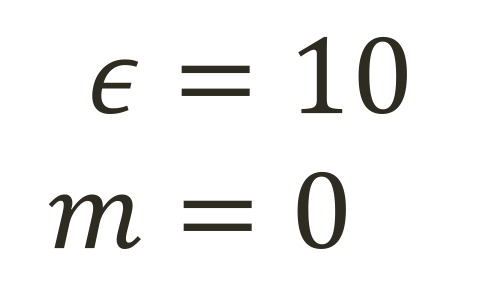 ϵ = 10
m = 0